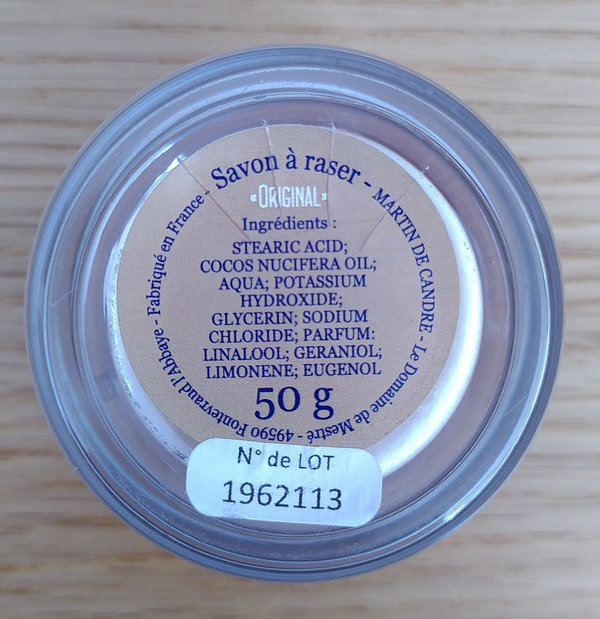 Savon à raser - MARTIN DE CANDRE - Le Domaine de Mestré - 49590 Fontevraud l'Abbaye - Fabriqué en France -
«ORIGINAL»
Ingrédients :
STEARIC ACID;
COCOS NUCIFERA OIL;
AQUA; POTASSIUM
HYDROXIDE;
GLYCERIN; SODIUM
CHLORIDE; PARFUM:
LINALOOL; GERANIOL;
LIMONENE; EUGENOL
50 g
N° de LOT
1962113